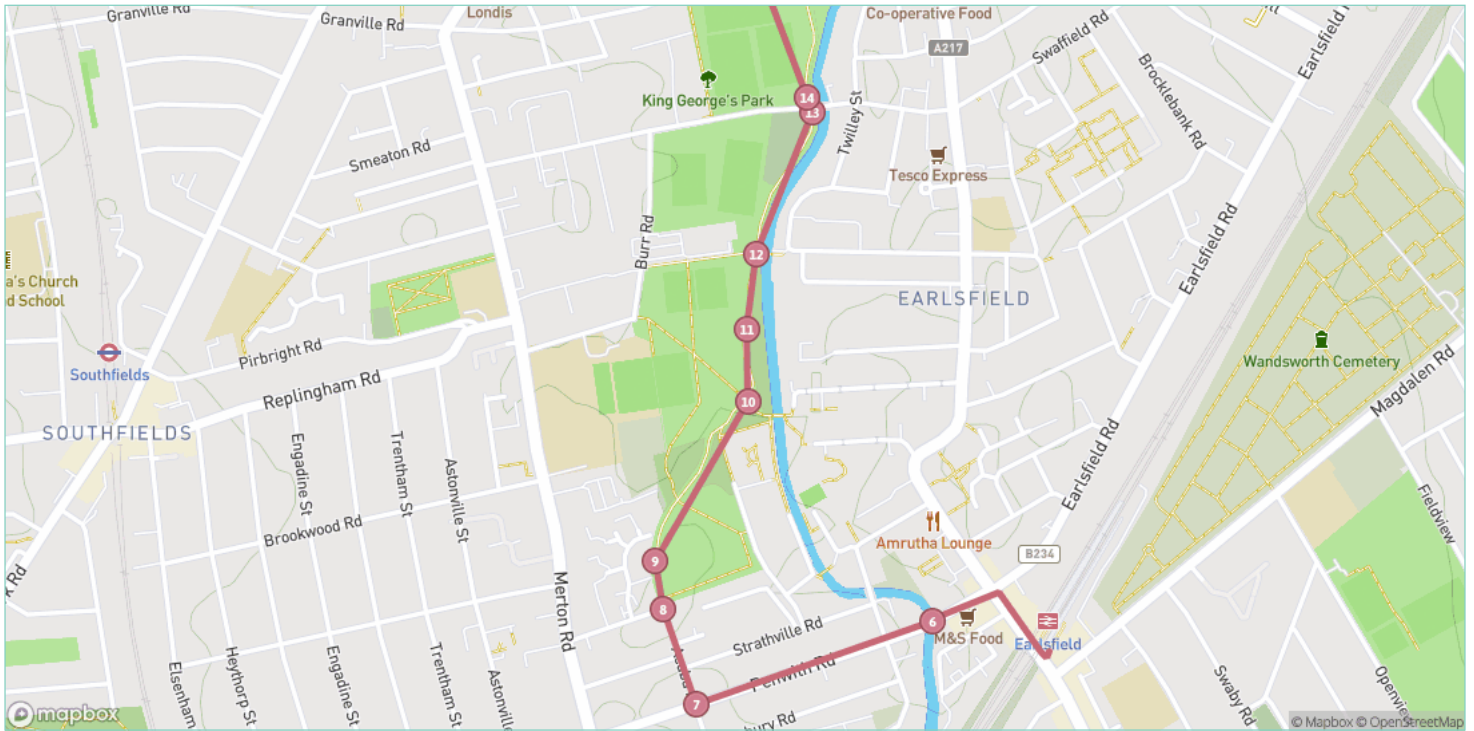 Granville Rd
Granville Rd
Londis
Co-operative Food
A217
Swaffield Rd
Earlsfield
Brocklebank Rd
King George's Park
14
13
Twilley St
Smeaton Rd
Tesco Express
Burr Rd
Earlsfield Rd
12
a's Church
d School
EARLSFIELD
11
Pirbright Rd
Southfields
Wandsworth Cemetery
Replingham Rd
Magdalen Rd
10
SOUTHFIELDS
Engadine St
Trentham St
Astonville St
Earlsfield Rd
Fieldview
Brookwood Rd
Amrutha Lounge
B234
9
Rd
Merton Rd
8
6
Strathville Rd
M&S Food
Earlsfield
Penwith Rd
Elsenham
Heythorp St
Engadine St
Trentham St
Astonville
7
bury Rd
Swaby Rd
Openview
mapbox
© Mapbox © OpenStreetMap